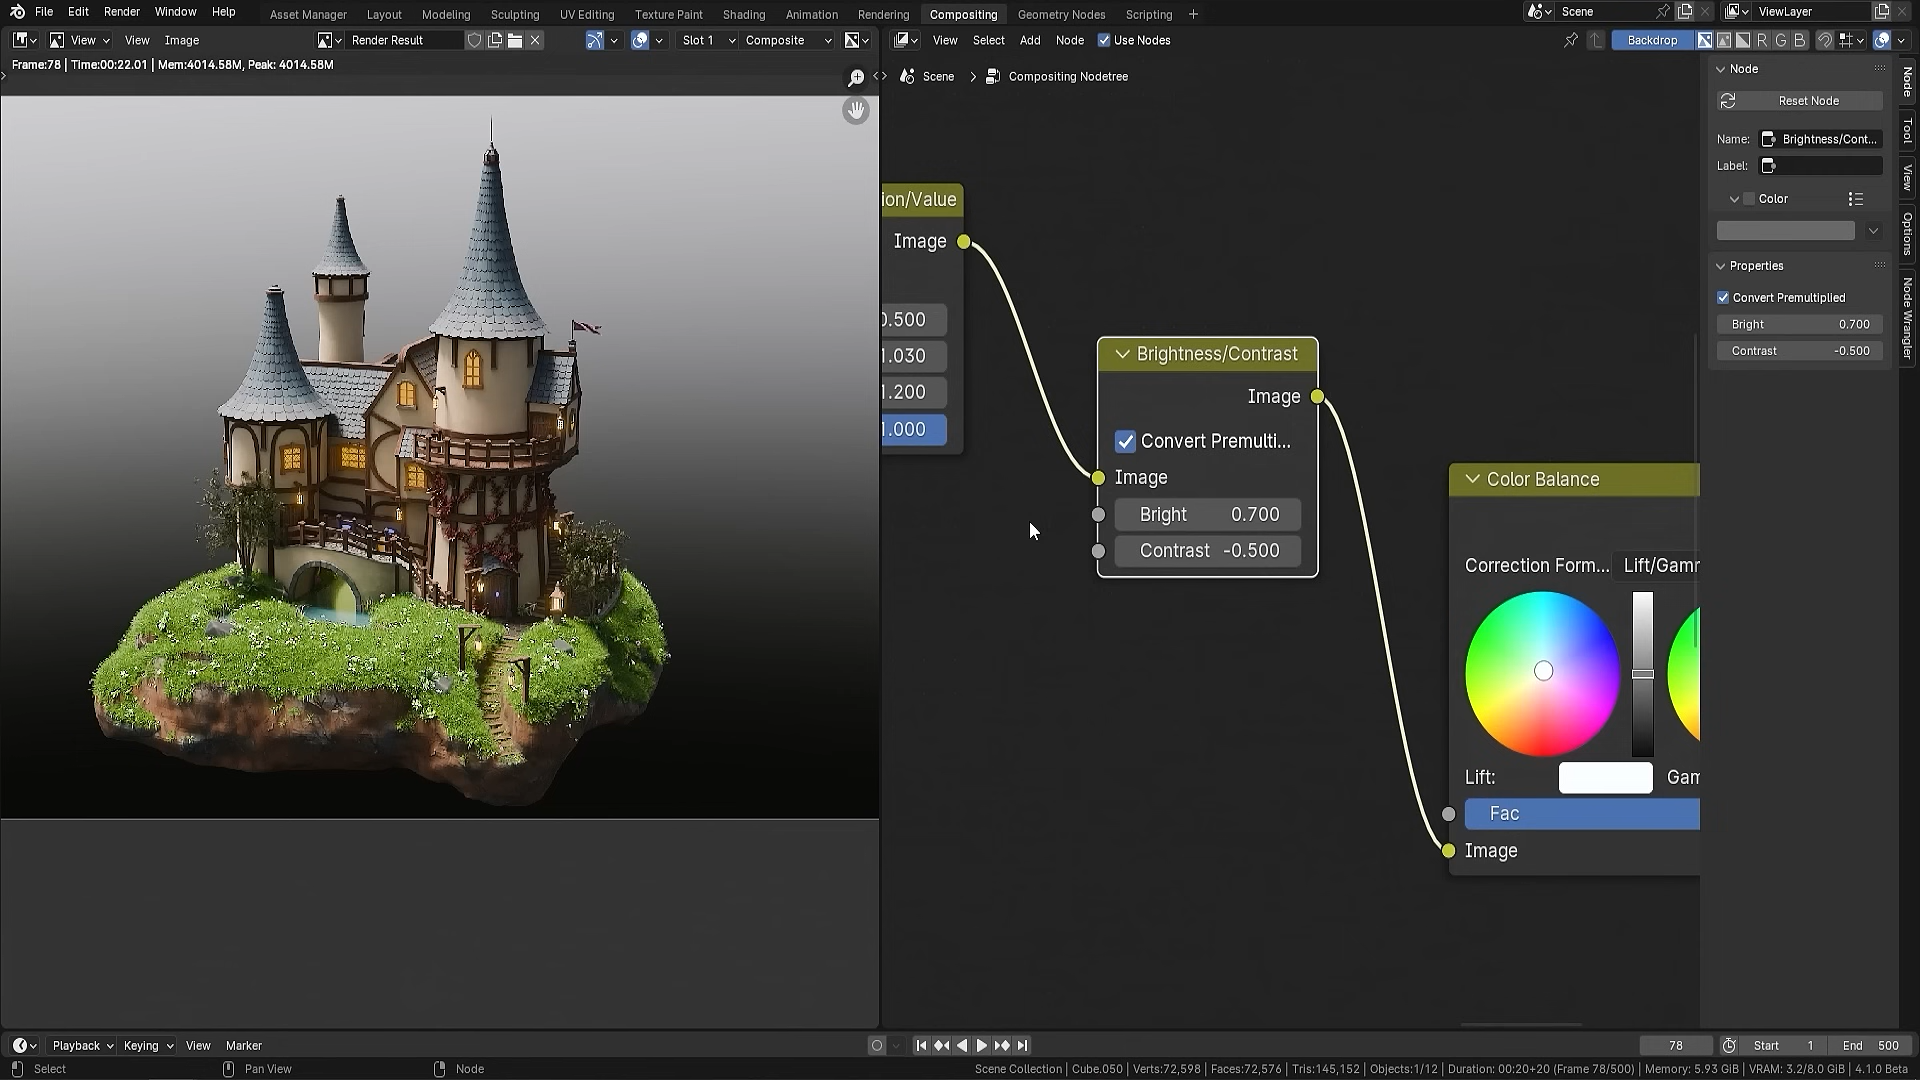 File Edit Render Window Help
Asset Manager Layout Modeling Sculpting UV Editing Texture Paint Shading Animation Rendering Compositing Geometry Nodes Scripting +
Scene
ViewLayer
View View Image
Render Result
Slot 1 Composite
View Select Add Node Use Nodes
Backdrop
R G B
Frame:78 | Time:00:22.01 | Mem:4014.58M, Peak: 4014.58M
Scene > Compositing Nodetree
ion/Value
Image
0.500
1.030
1.200
1.000
Brightness/Contrast
Image
Convert Premulti...
Image
Bright 0.700
Contrast -0.500
Color Balance
Correction Form... Lift/Gamm
Lift: Gam
Fac
Image
Node
Reset Node
Name: Brightness/Cont...
Label:
Color
Properties
Convert Premultiplied
Bright 0.700
Contrast -0.500
Node
Tool
View
Options
Node Wrangler
Playback Keying View Marker
78
Start 1
End 500
Select
Pan View
Node
Scene Collection | Cube.050 | Verts:72,598 | Faces:72,576 | Tris:145,152 | Objects:1/12 | Duration: 00:20+20 (Frame 78/500) | Memory: 5.93 GiB | VRAM: 3.2/8.0 GiB | 4.1.0 Beta